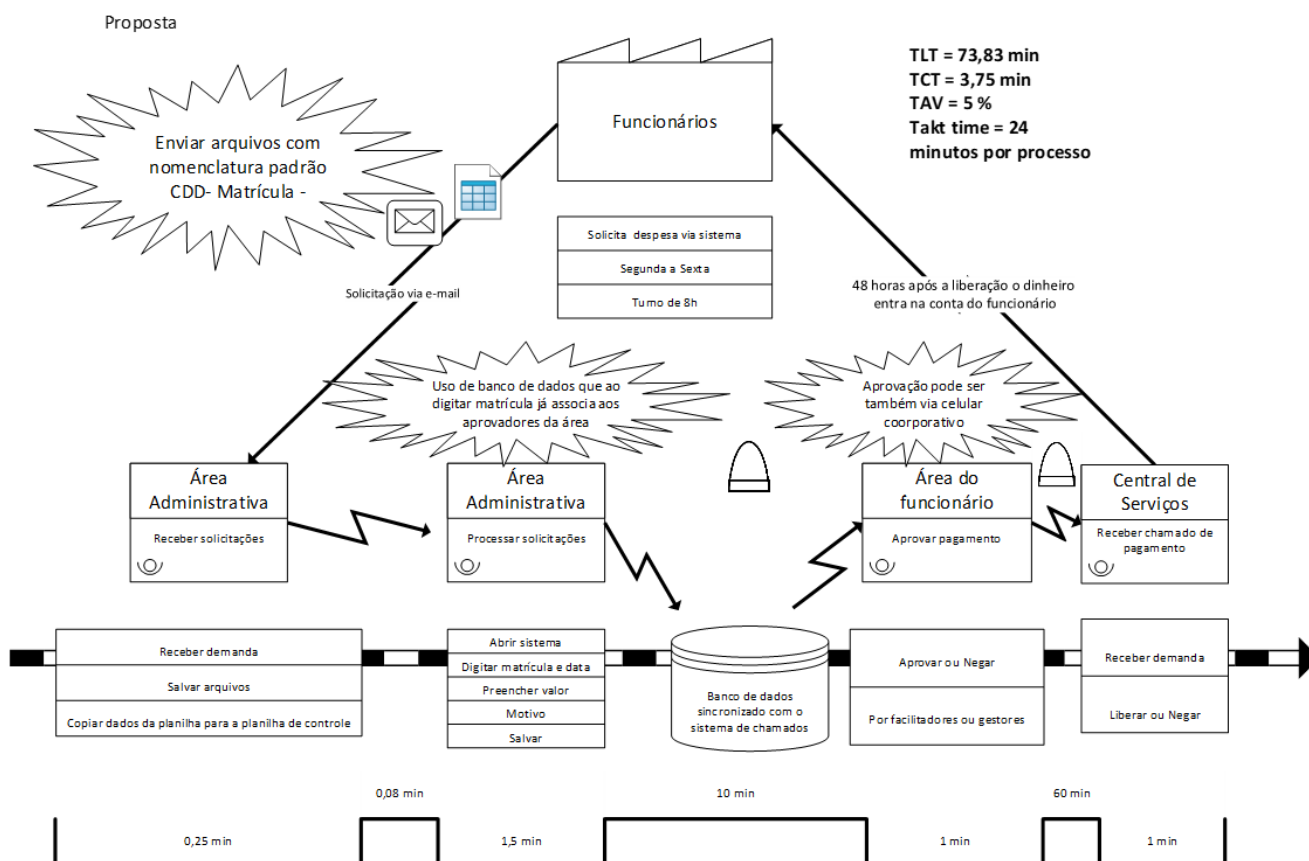 Proposta
TLT = 73,83 min
TCT = 3,75 min
TAV = 5 %
Takt time = 24
minutos por processo
Funcionários
Enviar arquivos com
nomenclatura padrão
CDD- Matrícula -
Solicita despesa via sistema
Segunda a Sexta
Turno de 8h
Solicitação via e-mail
48 horas após a liberação o dinheiro
entra na conta do funcionário
Uso de banco de dados que ao
digitar matrícula já associa aos
aprovadores da área
Aprovação pode ser
também via celular
coorporativo
Área
Administrativa
Receber solicitações
Área
Administrativa
Processar solicitações
Área do
funcionário
Aprovar pagamento
Central de
Serviços
Receber chamado de
pagamento
Receber demanda
Salvar arquivos
Copiar dados da planilha para a planilha de controle
Abrir sistema
Digitar matrícula e data
Preencher valor
Motivo
Salvar
Banco de dados
sincronizado com o
sistema de chamados
Aprovar ou Negar
Por facilitadores ou gestores
Receber demanda
Liberar ou Negar
0,08 min
10 min
60 min
0,25 min
1,5 min
1 min
1 min